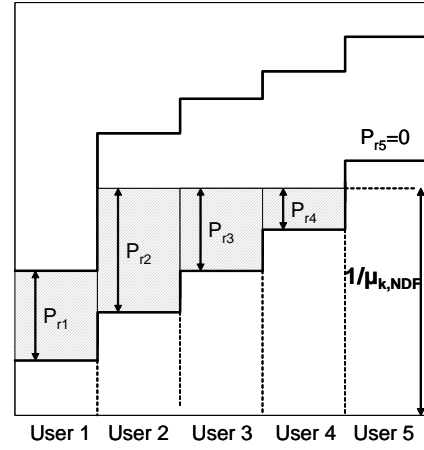 P_r5=0
P_r4
P_r3
P_r2
1/μ_k,NDF
P_r1
User 1 User 2 User 3 User 4 User 5